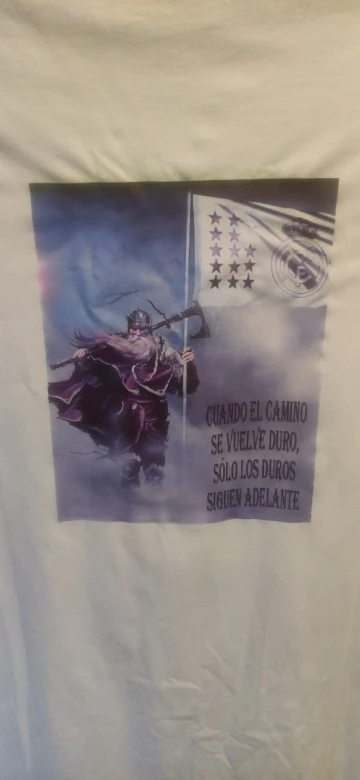 CUANDO EL CAMINO
SE VUELVE DURO,
SÓLO LOS DUROS
SIGUEN ADELANTE